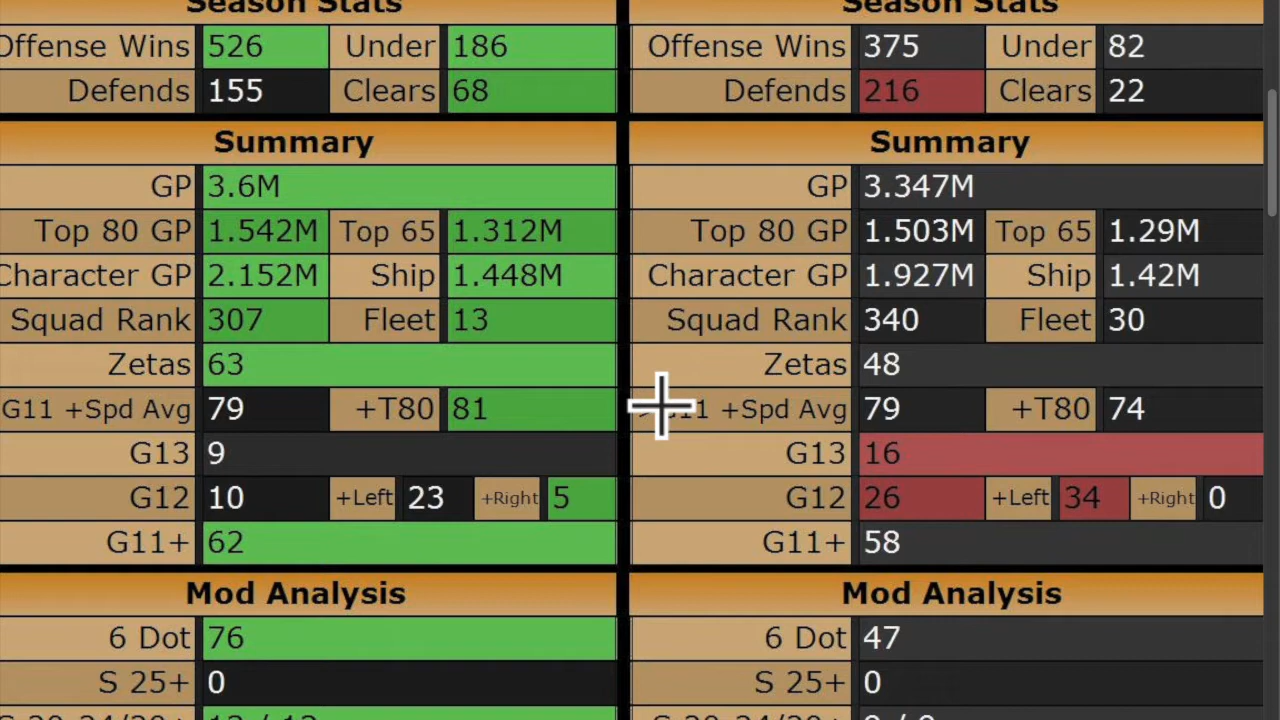 Season Stats Season Stats
Offense Wins 526 Under 186 Offense Wins 375 Under 82
Defends 155 Clears 68 Defends 216 Clears 22
Summary Summary
GP 3.6M GP 3.347M
Top 80 GP 1.542M Top 65 1.312M Top 80 GP 1.503M Top 65 1.29M
Character GP 2.152M Ship 1.448M Character GP 1.927M Ship 1.42M
Squad Rank 307 Fleet 13 Squad Rank 340 Fleet 30
Zetas 63 Zetas 48
G11 +Spd Avg 79 +T80 81 +Spd Avg 79 +T80 74
G13 9 G13 16
G12 10 +Left 23 +Right 5 G12 26 +Left 34 +Right 0
G11+ 62 G11+ 58
Mod Analysis Mod Analysis
6 Dot 76 6 Dot 47
S 25+ 0 S 25+ 0